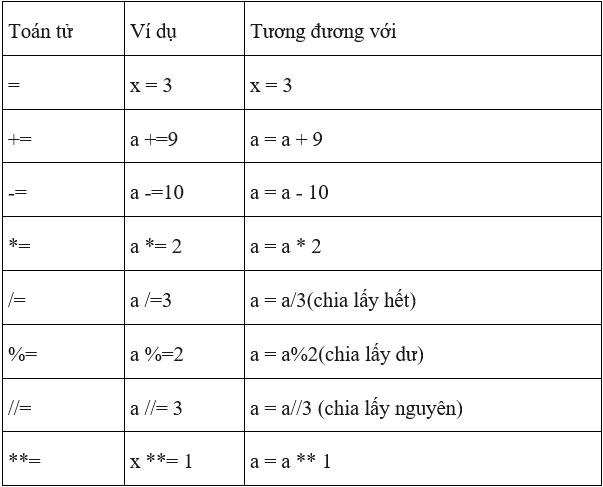 Toán tử Ví dụ Tương đương với
= x = 3 x = 3
+= a +=9 a = a + 9
-= a -=10 a = a - 10
*= a *= 2 a = a * 2
/= a /=3 a = a/3(chia lấy hết)
%= a %=2 a = a%2(chia lấy dư)
//= a //= 3 a = a//3 (chia lấy nguyên)
**= x **= 1 a = a ** 1